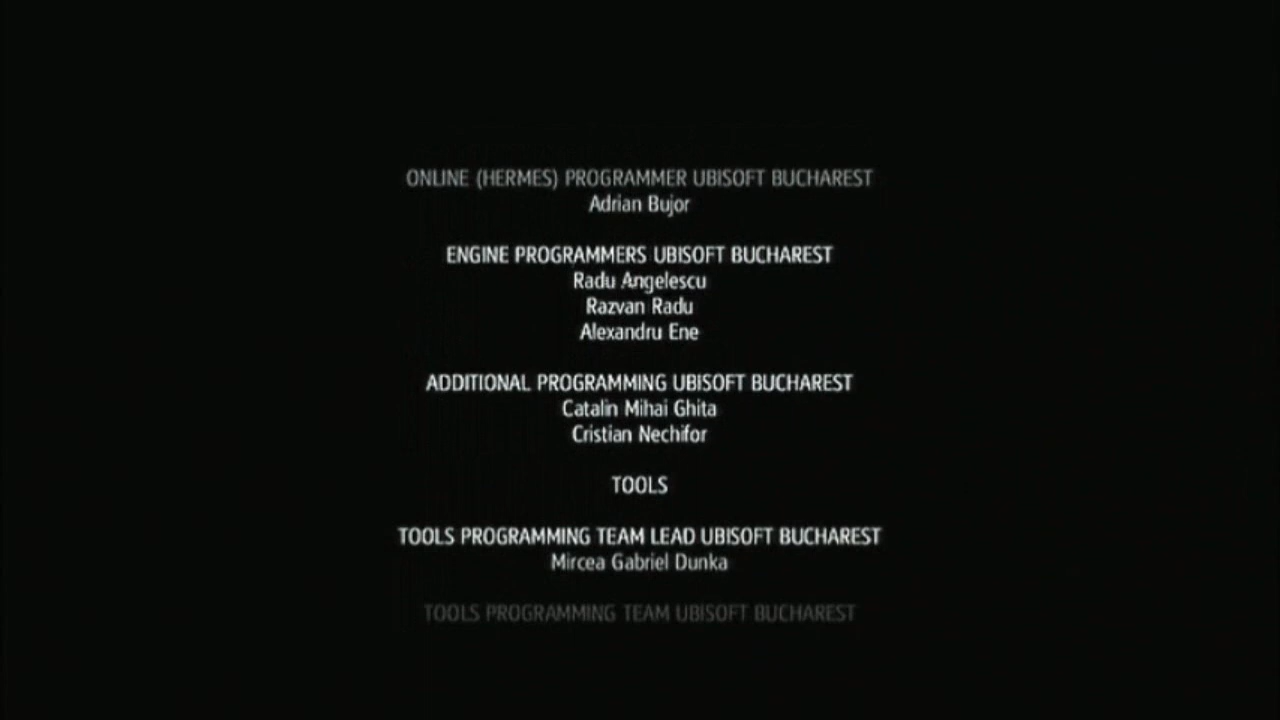 ONLINE (HERMES) PROGRAMMER UBISOFT BUCHAREST
Adrian Bujor
ENGINE PROGRAMMERS UBISOFT BUCHAREST
Radu Angelescu
Razvan Radu
Alexandru Ene
ADDITIONAL PROGRAMMING UBISOFT BUCHAREST
Catalin Mihai Ghita
Cristian Nechifor
TOOLS
TOOLS PROGRAMMING TEAM LEAD UBISOFT BUCHAREST
Mircea Gabriel Dunka
TOOLS PROGRAMMING TEAM UBISOFT BUCHAREST